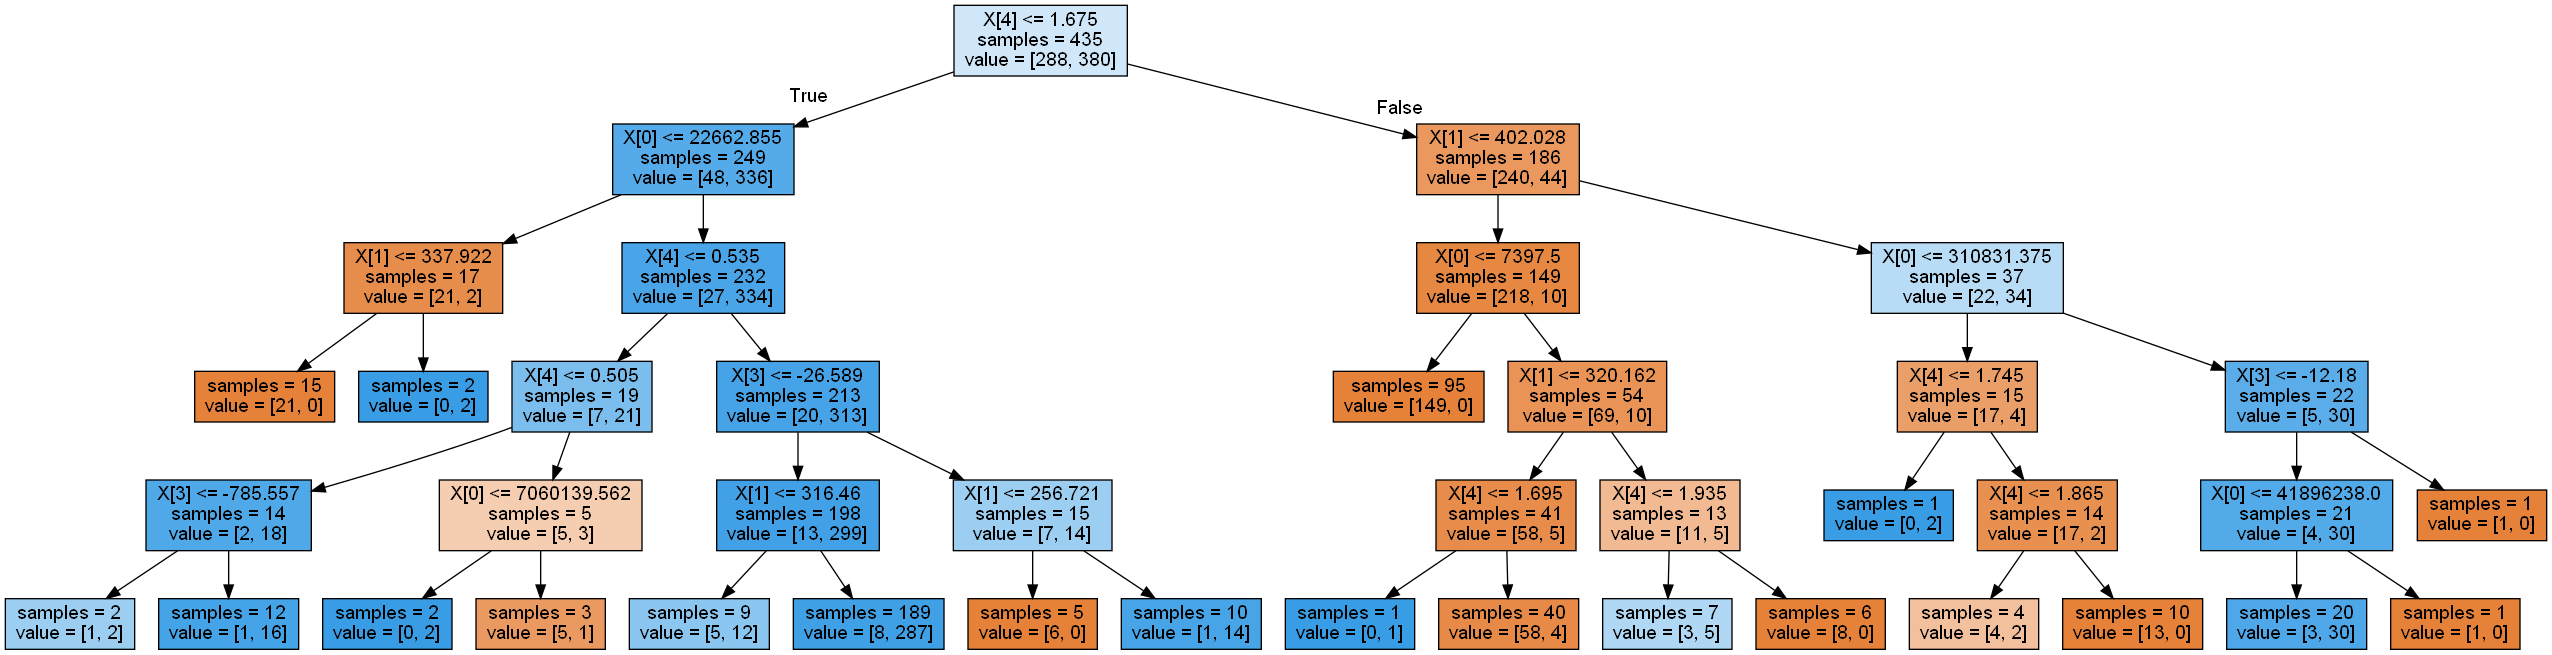 X[4] <= 1.675
samples = 435
value = [288, 380]
True
False
X[0] <= 22662.855
samples = 249
value = [48, 336]
X[1] <= 402.028
samples = 186
value = [240, 44]
X[1] <= 337.922
samples = 17
value = [21, 2]
X[4] <= 0.535
samples = 232
value = [27, 334]
X[0] <= 7397.5
samples = 149
value = [218, 10]
X[0] <= 310831.375
samples = 37
value = [22, 34]
samples = 15
value = [21, 0]
samples = 2
value = [0, 2]
X[4] <= 0.505
samples = 19
value = [7, 21]
X[3] <= -26.589
samples = 213
value = [20, 313]
samples = 95
value = [149, 0]
X[1] <= 320.162
samples = 54
value = [69, 10]
X[4] <= 1.745
samples = 15
value = [17, 4]
X[3] <= -12.18
samples = 22
value = [5, 30]
X[3] <= -785.557
samples = 14
value = [2, 18]
X[0] <= 7060139.562
samples = 5
value = [5, 3]
X[1] <= 316.46
samples = 198
value = [13, 299]
X[1] <= 256.721
samples = 15
value = [7, 14]
X[4] <= 1.695
samples = 41
value = [58, 5]
X[4] <= 1.935
samples = 13
value = [11, 5]
samples = 1
value = [0, 2]
X[4] <= 1.865
samples = 14
value = [17, 2]
X[0] <= 41896238.0
samples = 21
value = [4, 30]
samples = 1
value = [1, 0]
samples = 2
value = [1, 2]
samples = 12
value = [1, 16]
samples = 2
value = [0, 2]
samples = 3
value = [5, 1]
samples = 9
value = [5, 12]
samples = 189
value = [8, 287]
samples = 5
value = [6, 0]
samples = 10
value = [1, 14]
samples = 1
value = [0, 1]
samples = 40
value = [58, 4]
samples = 7
value = [3, 5]
samples = 6
value = [8, 0]
samples = 4
value = [4, 2]
samples = 10
value = [13, 0]
samples = 20
value = [3, 30]
samples = 1
value = [1, 0]